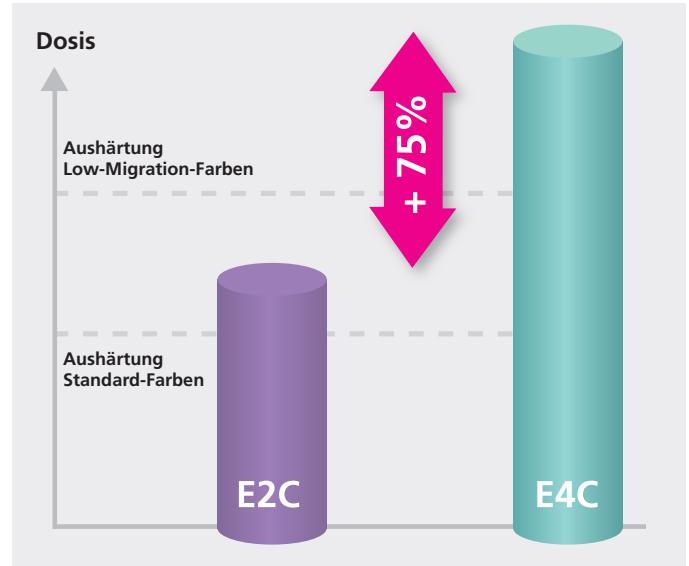 Dosis
Aushärtung
Low-Migration-Farben
+ 75%
Aushärtung
Standard-Farben
E2C
E4C